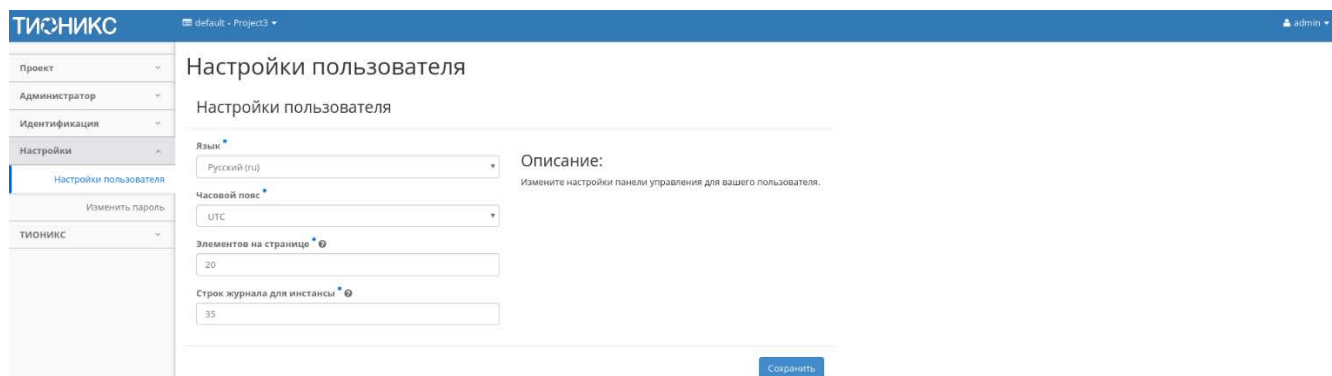 ТИОНИКС
default - Project3
admin
Проект
Администратор
Идентификация
Настройки
Настройки пользователя
Изменить пароль
ТИОНИКС
Настройки пользователя
Настройки пользователя
Язык
Русский (ru)
Часовой пояс
UTC
Элементов на странице
20
Строк журнала для инстансы
35
Описание:
Измените настройки панели управления для вашего пользователя.
Сохранить